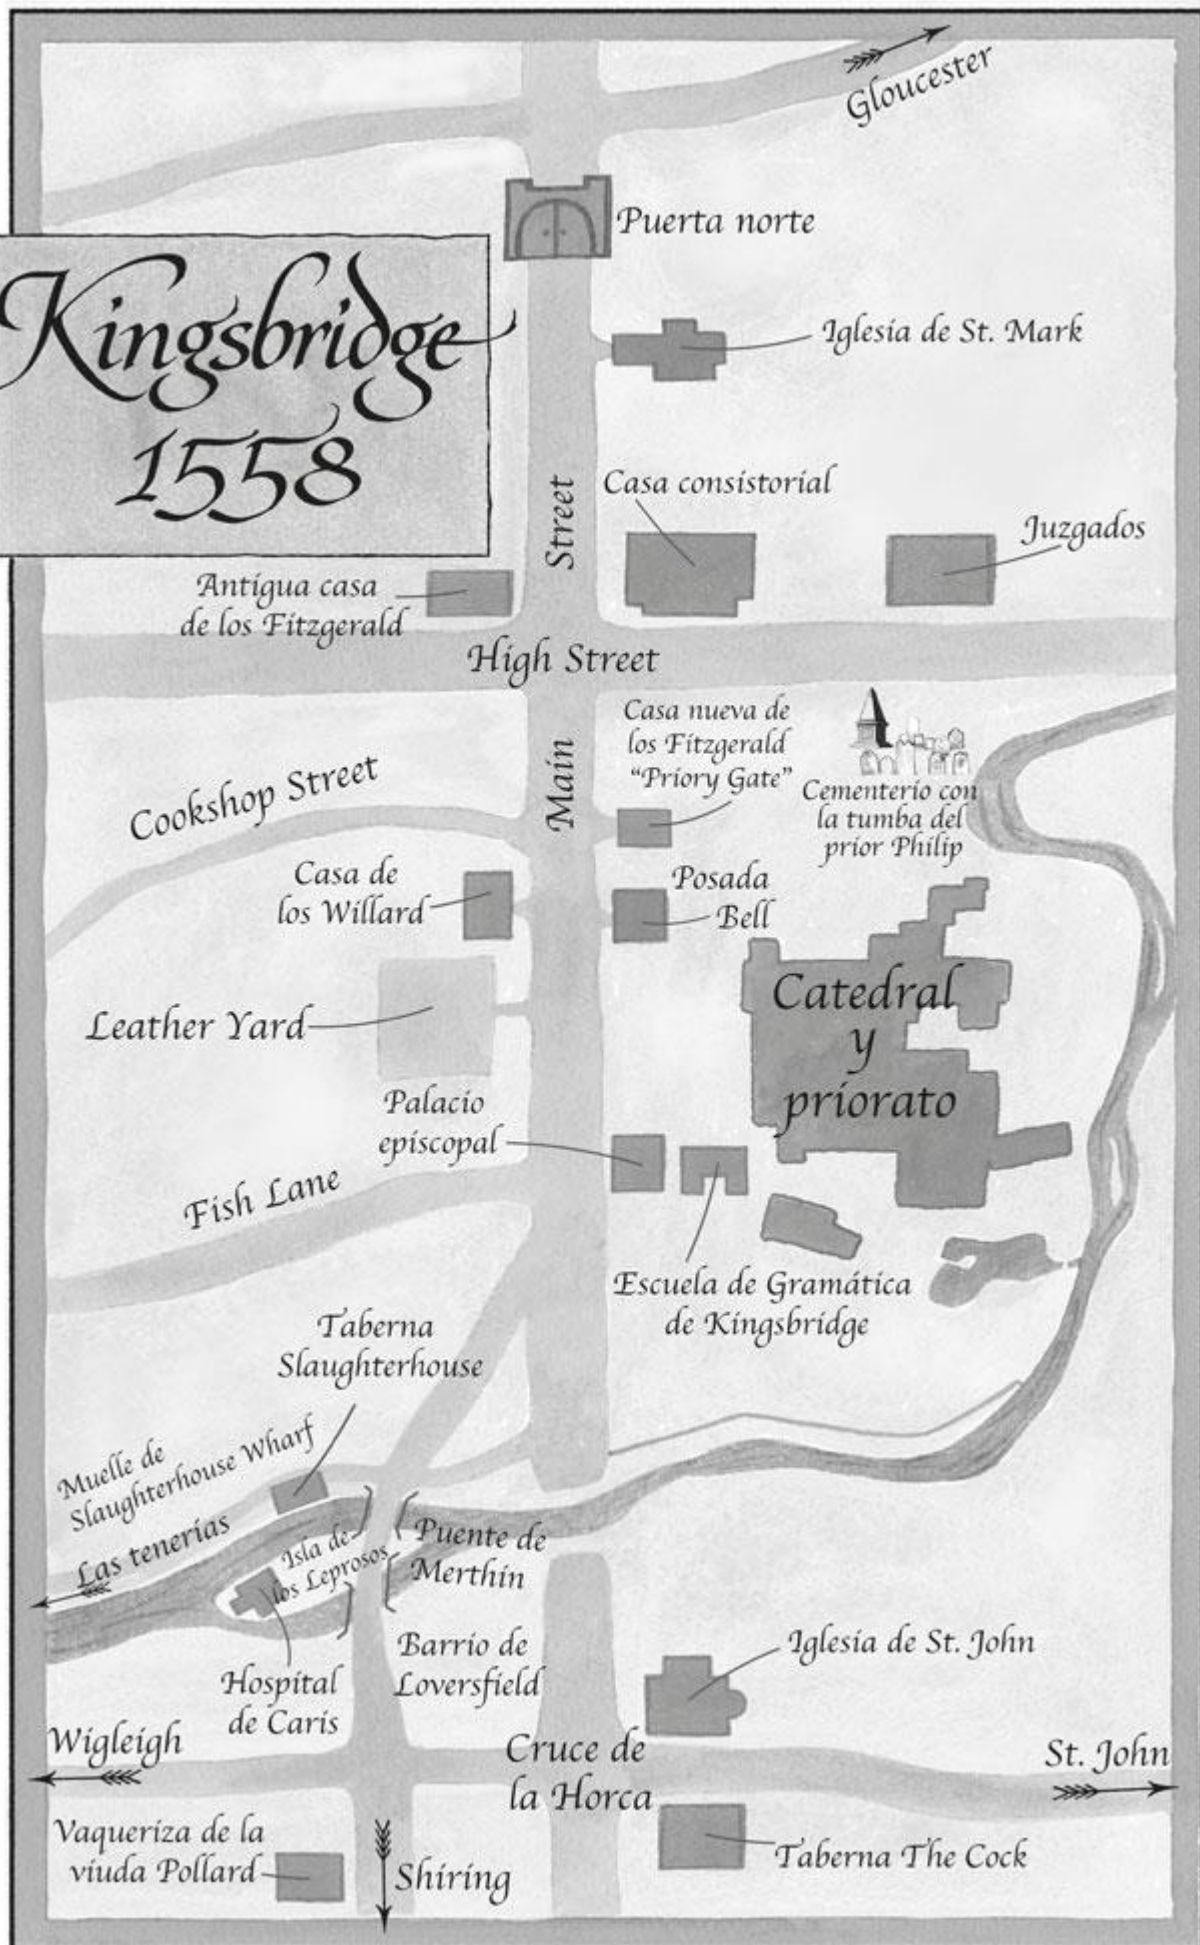 Gloucester
Puerta norte
Kingsbridge
1558
Iglesia de St. Mark
Street
Casa consistorial
Juzgados
Antigua casa
de los Fitzgerald
High Street
Main
Casa nueva de
los Fitzgerald
"Priory Gate"
Cementerio con
la tumba del
prior Philip
Cookshop Street
Casa de
los Willard
Posada
Bell
Leather Yard
Catedral
y
priorato
Palacio
episcopal
Fish Lane
Escuela de Gramática
de Kingsbridge
Taberna
Slaughterhouse
Muelle de
Slaughterhouse Wharf
Las tenerías
Isla de
los Leprosos
Puente de
Merthin
Hospital
de Caris
Barrio de
Loversfield
Iglesia de St. John
Wigleigh
Cruce de
la Horca
St. John
Vaqueriza de la
viuda Pollard
Shiring
Taberna The Cock